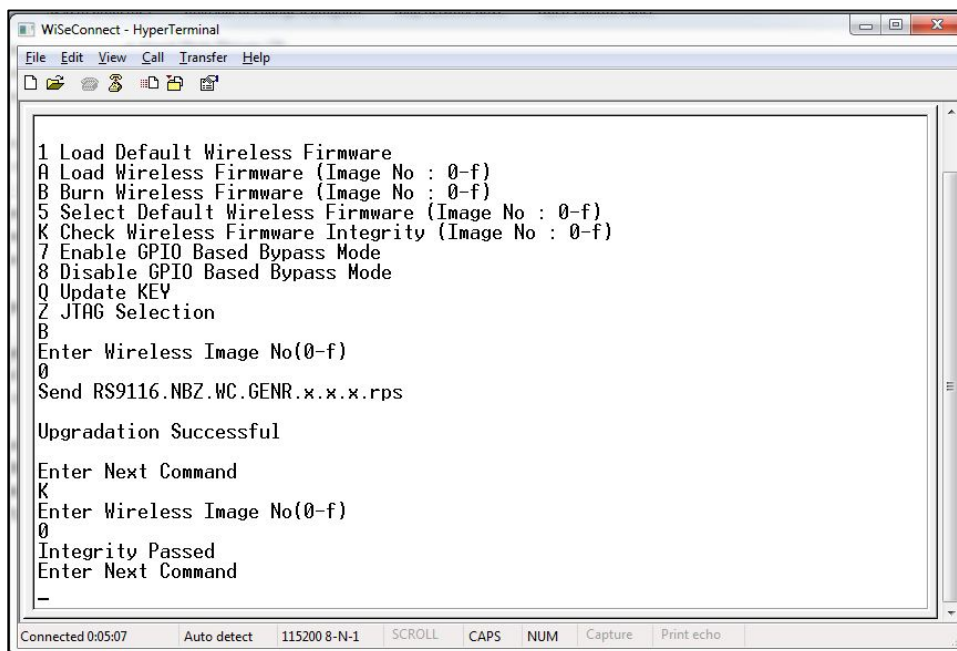 WiSeConnect - HyperTerminal
File Edit View Call Transfer Help
1 Load Default Wireless Firmware
A Load Wireless Firmware (Image No : 0-f)
B Burn Wireless Firmware (Image No : 0-f)
5 Select Default Wireless Firmware (Image No : 0-f)
K Check Wireless Firmware Integrity (Image No : 0-f)
7 Enable GPIO Based Bypass Mode
8 Disable GPIO Based Bypass Mode
Q Update KEY
Z JTAG Selection
B
Enter Wireless Image No(0-f)
0
Send RS9116.NBZ.WC.GENR.x.x.x.rps
Upgradation Successful
Enter Next Command
K
Enter Wireless Image No(0-f)
0
Integrity Passed
Enter Next Command
_
Connected 0:05:07 Auto detect 115200 8-N-1 SCROLL CAPS NUM Capture Print echo